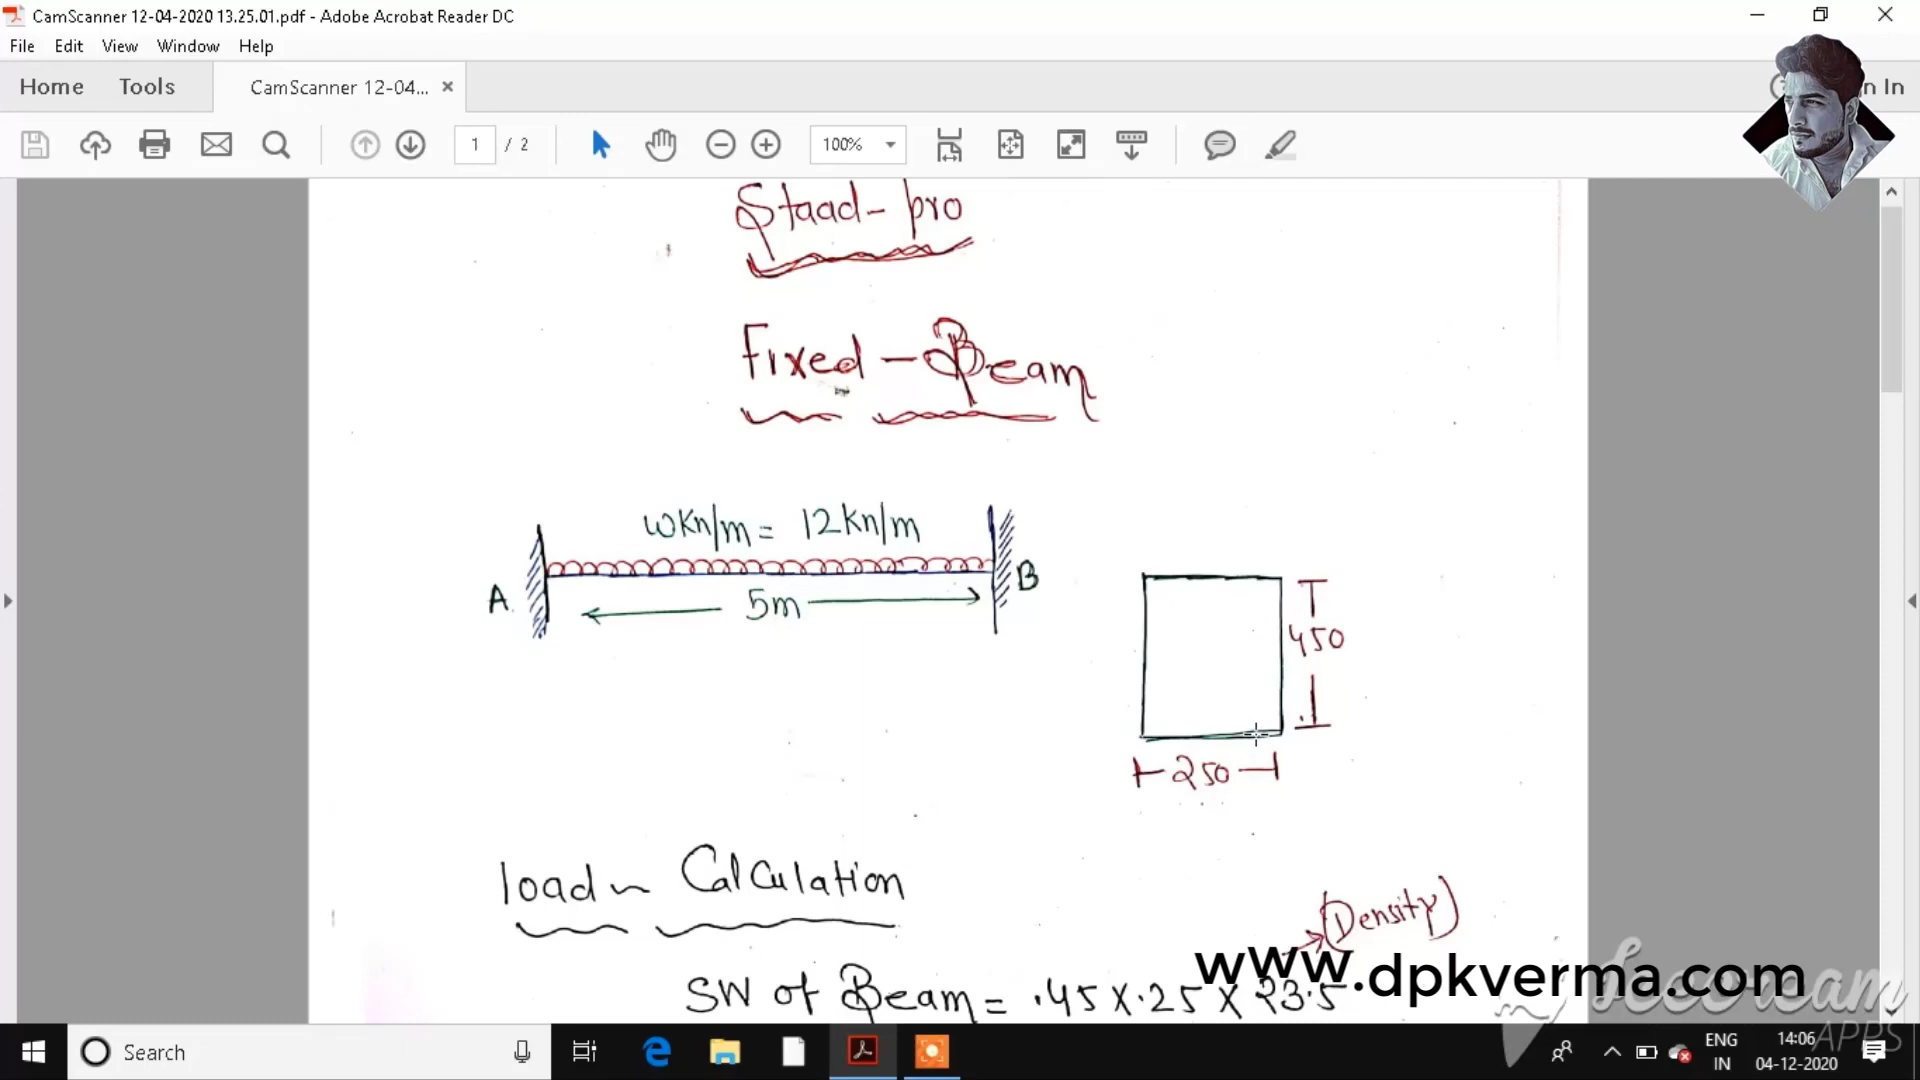 CamScanner 12-04-2020 13.25.01.pdf - Adobe Acrobat Reader DC
File Edit View Window Help
Home Tools CamScanner 12-04... × n In
1 / 2 100%
Staad-pro
Fixed - Beam
wkn/m = 12kn/m
A B
5m
450
250
load ~ Calculation
(Density)
www.dpkverma.com
SW of Beam = .45 x .25 x 23.5
APPS
Search
ENG 14:06
IN 04-12-2020